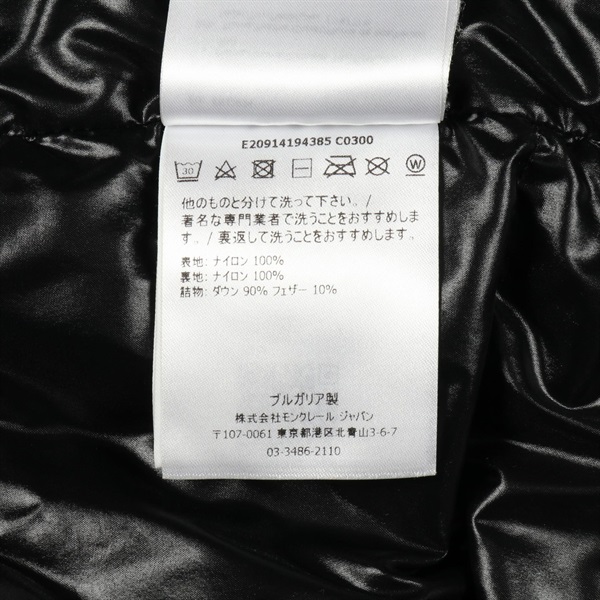 E20914194385 C0300
30
W
他のものと分けて洗って下さい。/
著名な専門業者で洗うことをおすすめしま
す。/ 裏返して洗うことをおすすめします。
表地: ナイロン 100%
裏地: ナイロン 100%
詰物: ダウン 90% フェザー 10%
ブルガリア製
株式会社モンクレール ジャパン
〒107-0061 東京都港区北青山3-6-7
03-3486-2110